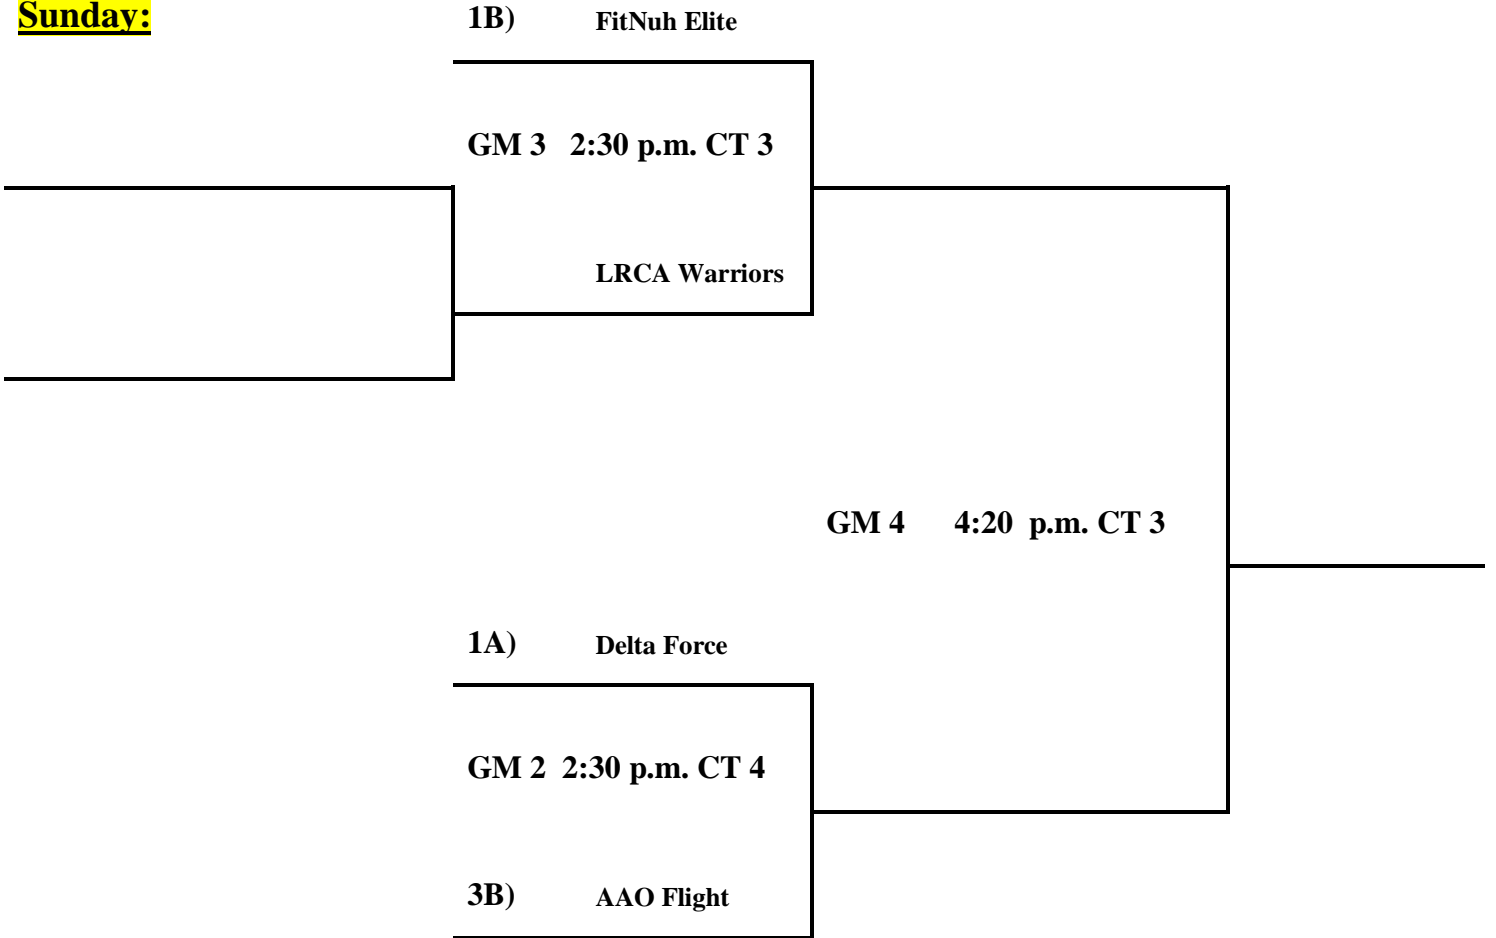 Sunday:
1B) FitNuh Elite
GM 3 2:30 p.m. CT 3
LRCA Warriors
GM 4 4:20 p.m. CT 3
1A) Delta Force
GM 2 2:30 p.m. CT 4
3B) AAO Flight